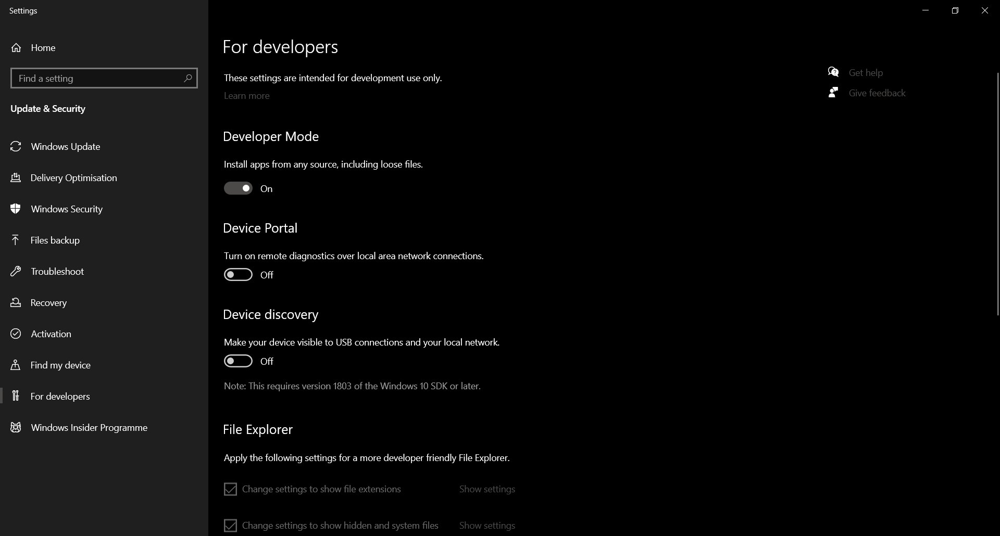 Settings
Home
Find a setting
Update & Security
Windows Update
Delivery Optimisation
Windows Security
Files backup
Troubleshoot
Recovery
Activation
Find my device
For developers
Windows Insider Programme
For developers
These settings are intended for development use only.
Learn more
Get help
Give feedback
Developer Mode
Install apps from any source, including loose files.
On
Device Portal
Turn on remote diagnostics over local area network connections.
Off
Device discovery
Make your device visible to USB connections and your local network.
Off
Note: This requires version 1803 of the Windows 10 SDK or later.
File Explorer
Apply the following settings for a more developer friendly File Explorer.
Change settings to show file extensions Show settings
Change settings to show hidden and system files Show settings